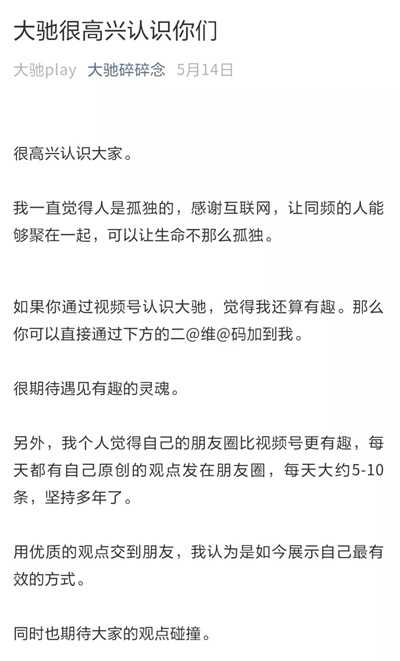 大驰很高兴认识你们
大驰play 大驰碎碎念 5月14日
很高兴认识大家。
我一直觉得人是孤独的，感谢互联网，让同频的人能
够聚在一起，可以让生命不那么孤独。
如果你通过视频号认识大驰，觉得我还算有趣。那么
你可以直接通过下方的二@维@码加到我。
很期待遇见有趣的灵魂。
另外，我个人觉得自己的朋友圈比视频号更有趣，每
天都有自己原创的观点发在朋友圈，每天大约5-10
条，坚持多年了。
用优质的观点交到朋友，我认为是如今展示自己最有
效的方式。
同时也期待大家的观点碰撞。